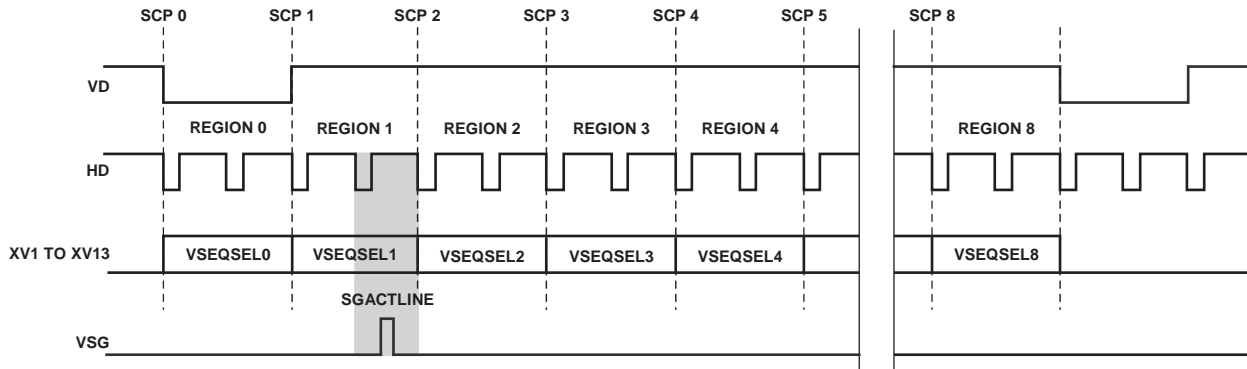 SCP 0 SCP 1 SCP 2 SCP 3 SCP 4 SCP 5 SCP 8
VD
REGION 0 REGION 1 REGION 2 REGION 3 REGION 4 REGION 8
HD
XV1 TO XV13 VSEQSEL0 VSEQSEL1 VSEQSEL2 VSEQSEL3 VSEQSEL4 VSEQSEL8
SGACTLINE
VSG